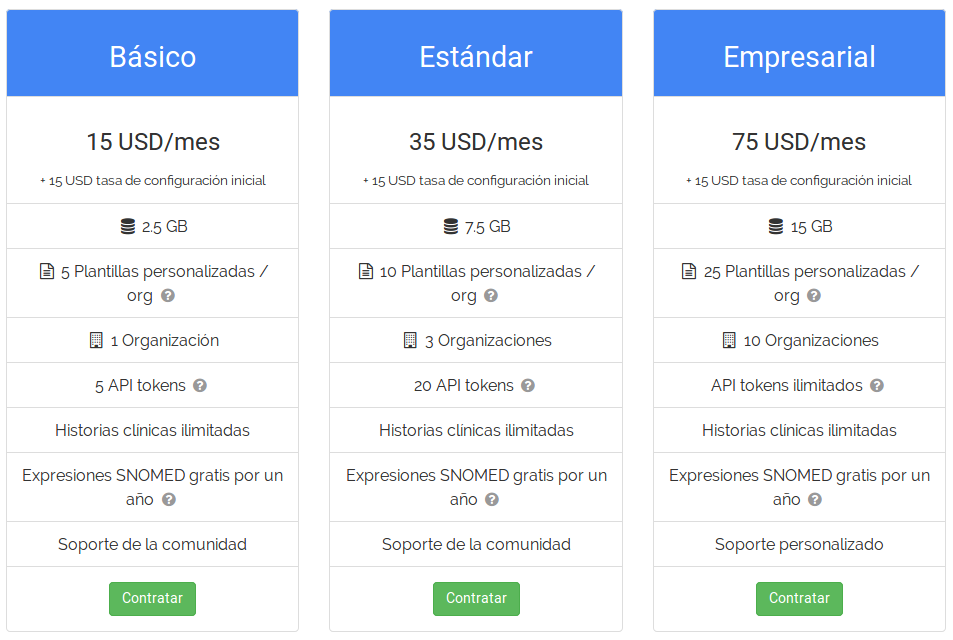 Básico
15 USD/mes
+ 15 USD tasa de configuración inicial
2.5 GB
5 Plantillas personalizadas /
org ?
1 Organización
5 API tokens ?
Historias clínicas ilimitadas
Expresiones SNOMED gratis por un
año ?
Soporte de la comunidad
Contratar
Estándar
35 USD/mes
+ 15 USD tasa de configuración inicial
7.5 GB
10 Plantillas personalizadas /
org ?
3 Organizaciones
20 API tokens ?
Historias clínicas ilimitadas
Expresiones SNOMED gratis por un
año ?
Soporte de la comunidad
Contratar
Empresarial
75 USD/mes
+ 15 USD tasa de configuración inicial
15 GB
25 Plantillas personalizadas /
org ?
10 Organizaciones
API tokens ilimitados ?
Historias clínicas ilimitadas
Expresiones SNOMED gratis por un
año ?
Soporte personalizado
Contratar